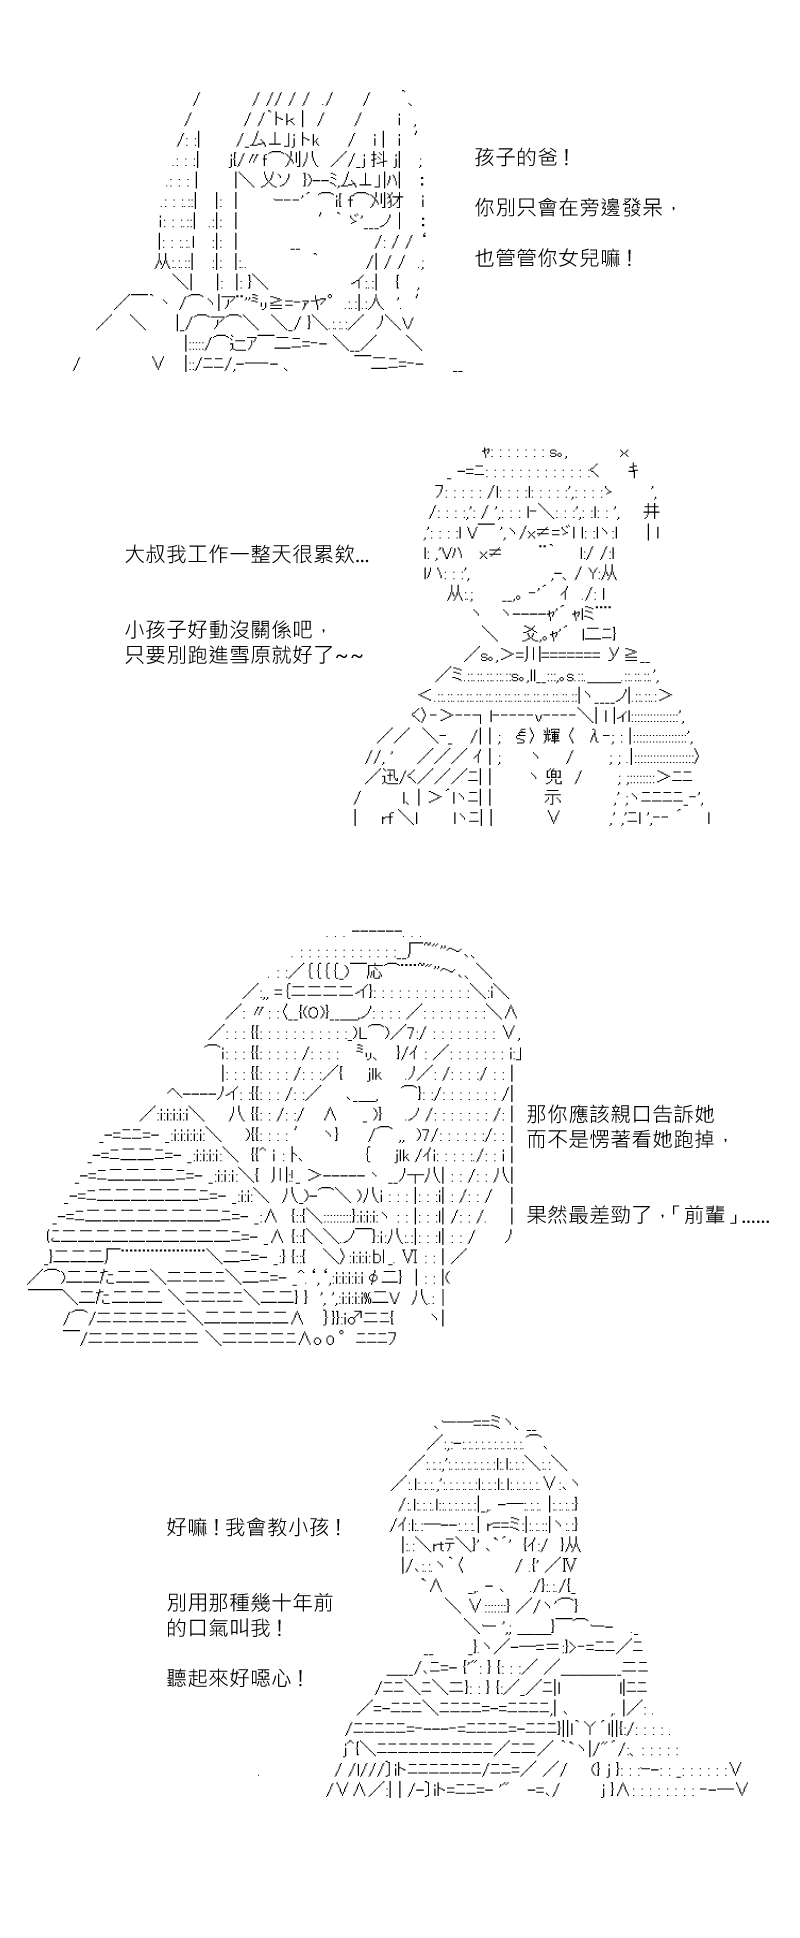 孩子的爸！
你別只會在旁邊發呆，
也管管你女兒嘛！
大叔我工作一整天很累欸...
小孩子好動沒關係吧，
只要別跑進雪原就好了~~
那你應該親口告訴她
而不是愣著看她跑掉，
果然最差勁了，「前輩」......
好嘛！我會教小孩！
別用那種幾十年前
的口氣叫我！
聽起來好噁心！